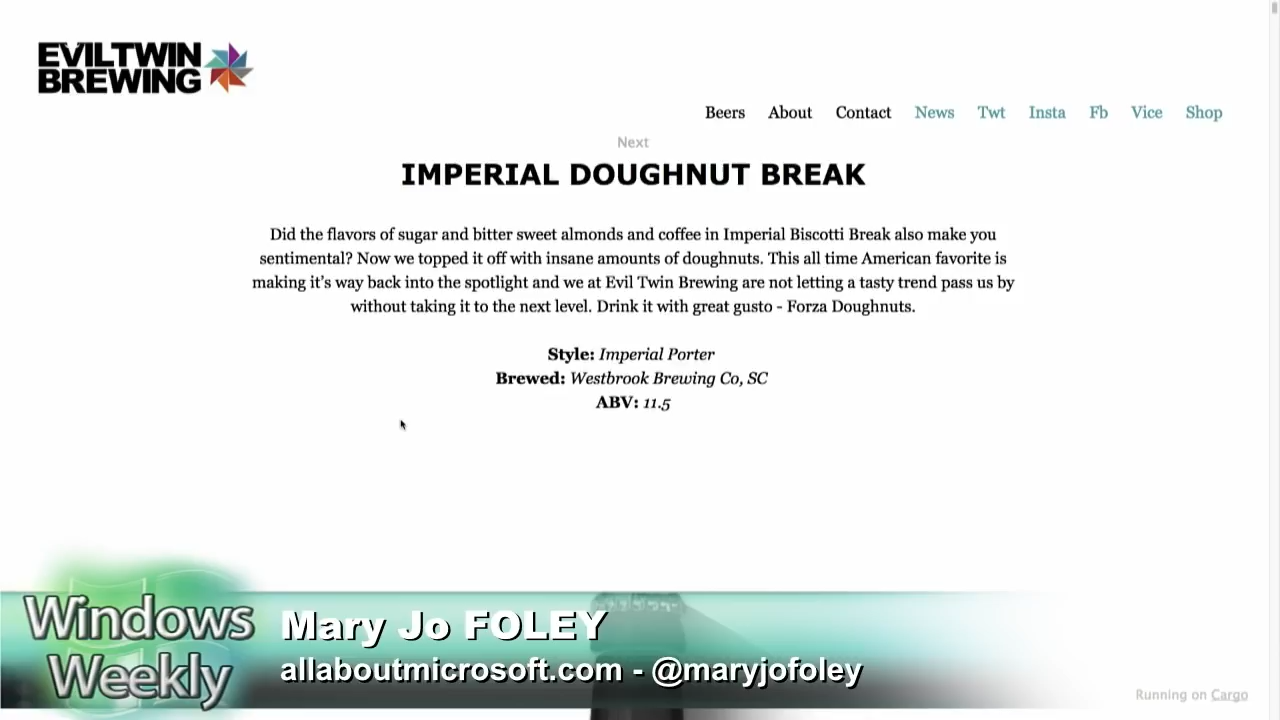 EVILTWIN
BREWING
Beers About Contact News Twt Insta Fb Vice Shop
Next
IMPERIAL DOUGHNUT BREAK
Did the flavors of sugar and bitter sweet almonds and coffee in Imperial Biscotti Break also make you
sentimental? Now we topped it off with insane amounts of doughnuts. This all time American favorite is
making it's way back into the spotlight and we at Evil Twin Brewing are not letting a tasty trend pass us by
without taking it to the next level. Drink it with great gusto - Forza Doughnuts.
Style: Imperial Porter
Brewed: Westbrook Brewing Co, SC
ABV: 11.5
Windows
Weekly
Mary Jo FOLEY
allaboutmicrosoft.com - @maryjofoley
Running on Cargo